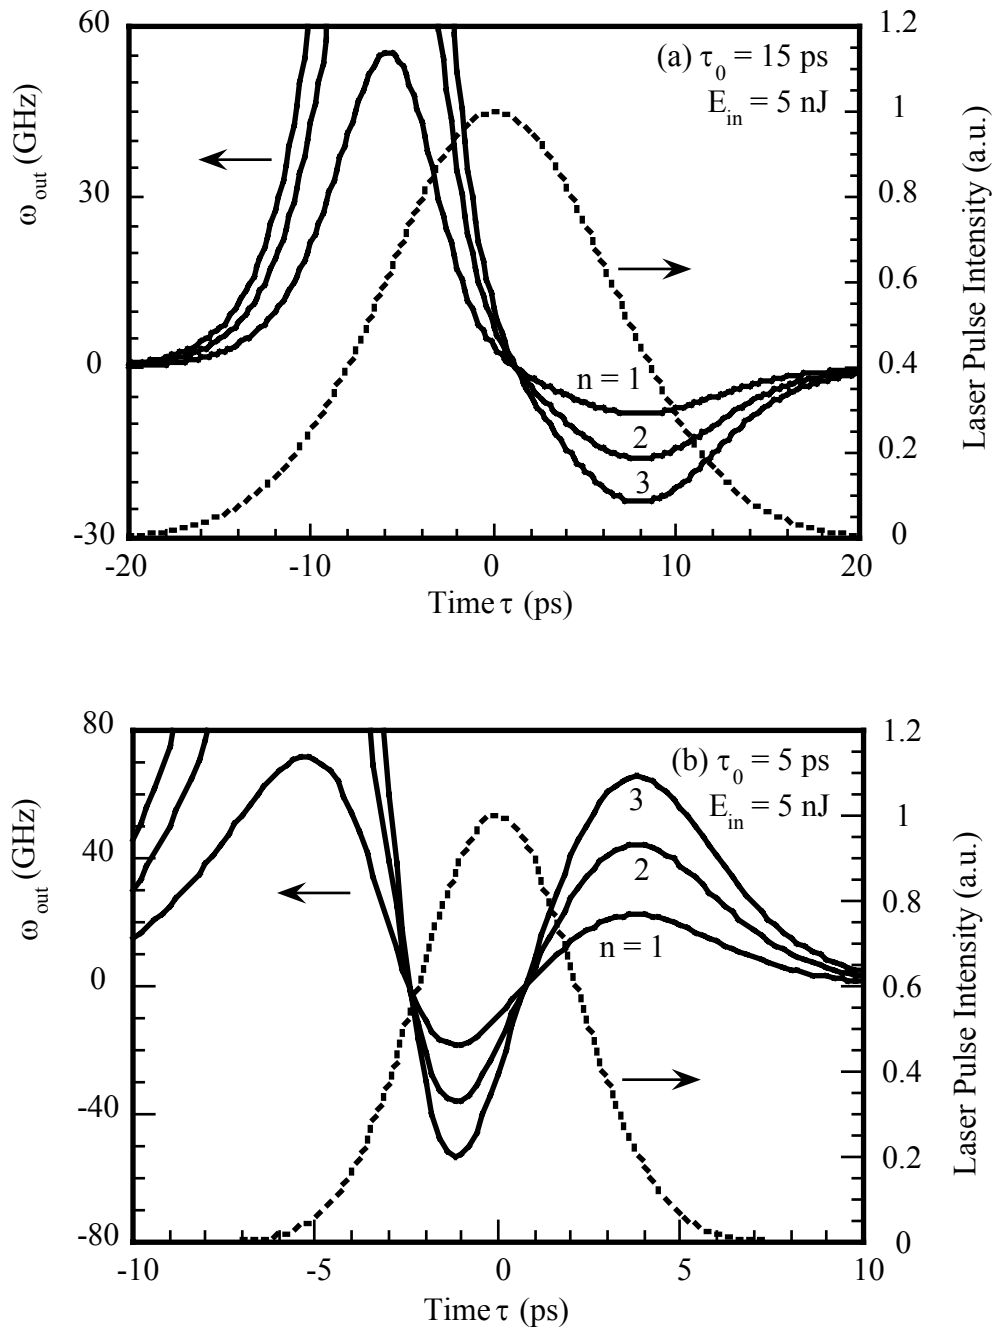 60
30
0
-30
ω_out (GHz)
(a) τ_0 = 15 ps
E_in = 5 nJ
n = 1
2
3
1.2
1
0.8
0.6
0.4
0.2
0
Laser Pulse Intensity (a.u.)
-20 -10 0 10 20
Time τ (ps)
80
40
0
-40
-80
ω_out (GHz)
(b) τ_0 = 5 ps
E_in = 5 nJ
3
2
n = 1
1.2
1
0.8
0.6
0.4
0.2
0
Laser Pulse Intensity (a.u.)
-10 -5 0 5 10
Time τ (ps)